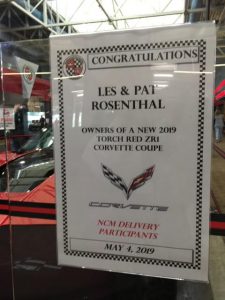 CONGRATULATIONS
LES & PAT
ROSENTHAL
OWNERS OF A NEW 2019
TORCH RED ZR1
CORVETTE COUPE
CORVETTE
NCM DELIVERY
PARTICIPANTS
MAY 4, 2019